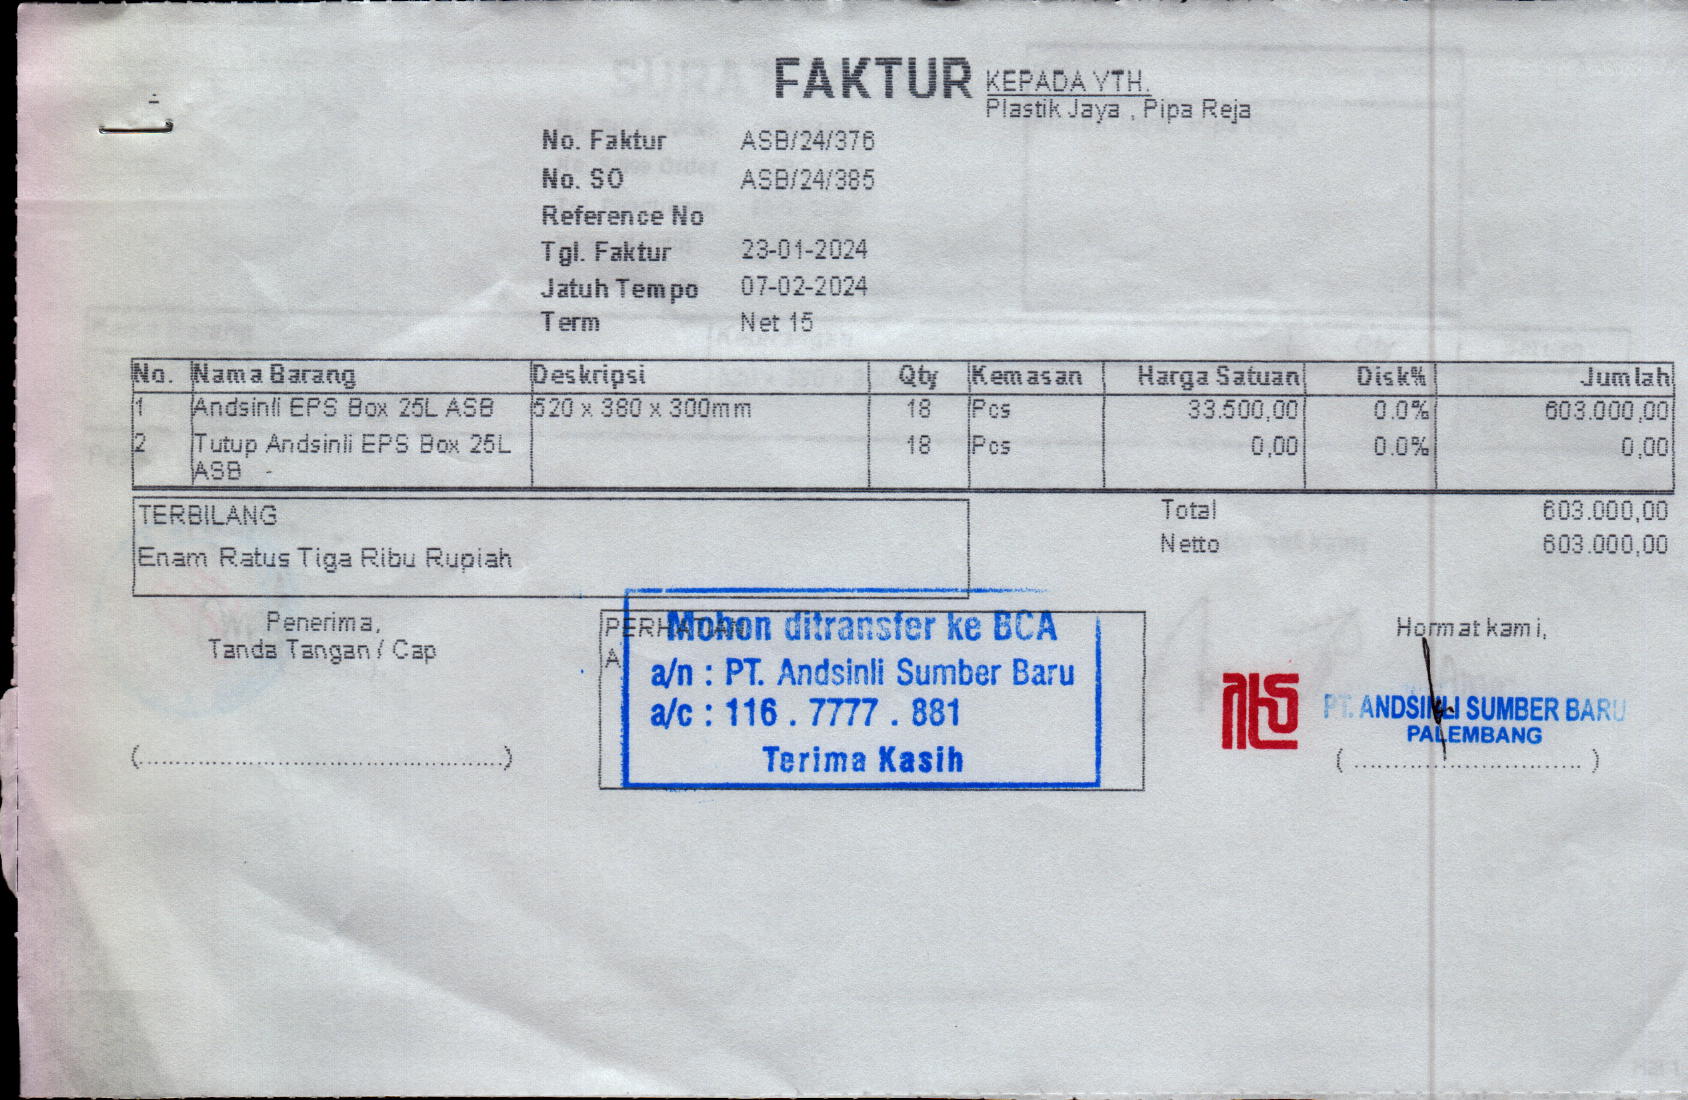 FAKTUR
KEPADA YTH.
Plastik Jaya , Pipa Reja
No. Faktur ASB/24/376
No. SO ASB/24/385
Reference No
Tgl. Faktur 23-01-2024
Jatuh Tempo 07-02-2024
Term Net 15
No. Nama Barang Deskripsi Qty Kemasan Harga Satuan Disk% Jumlah
1 Andsinli EPS Box 25L ASB 520 x 380 x 300mm 18 Pcs 33.500,00 0.0% 603.000,00
2 Tutup Andsinli EPS Box 25L 18 Pcs 0,00 0.0% 0,00
ASB
TERBILANG
Enam Ratus Tiga Ribu Rupiah
Total 603.000,00
Netto 603.000,00
Penerima,
Tanda Tangan / Cap
(................................................)
PERHATIAN
Mohon ditransfer ke BCA
a/n : PT. Andsinli Sumber Baru
a/c : 116 . 7777 . 881
Terima Kasih
Hormat kami,
PT. ANDSINLI SUMBER BARU
PALEMBANG
( .............................. )